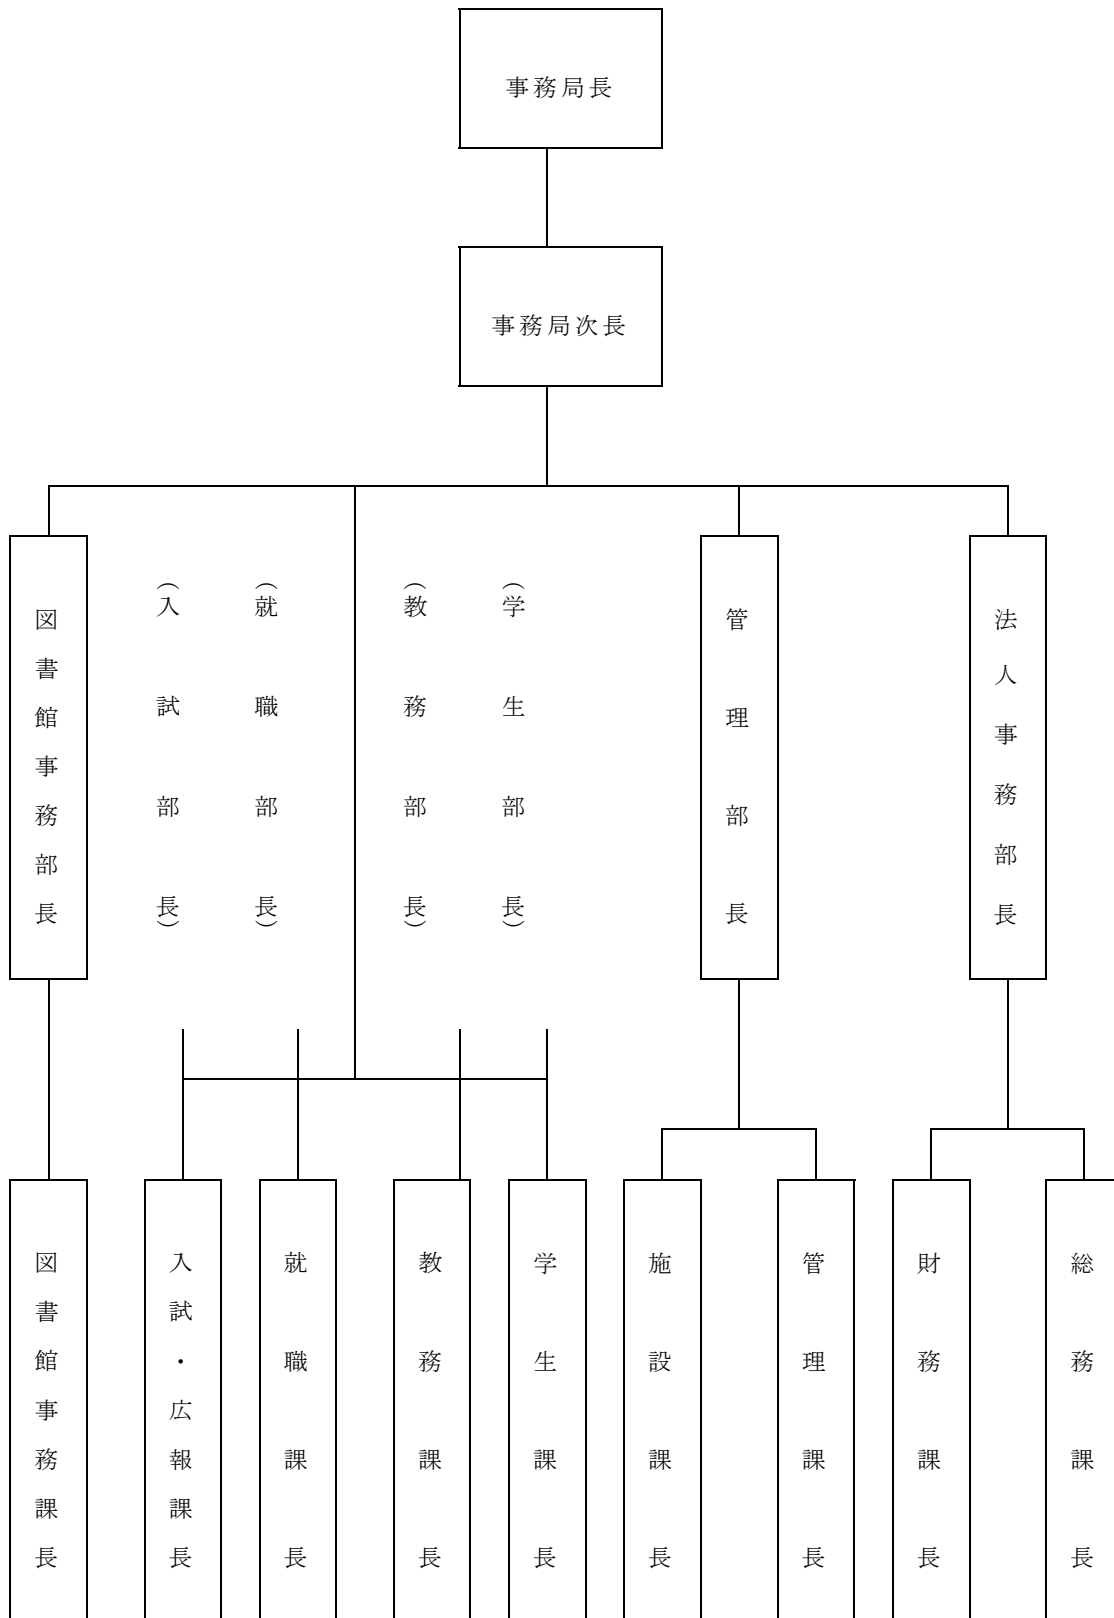 事務局長
事務局次長
法人事務部長
管理部長
(学生部長)
(教務部長)
(就職部長)
(入試部長)
図書館事務部長
総務課長
財務課長
管理課長
施設課長
学生課長
教務課長
就職課長
入試・広報課長
図書館事務課長